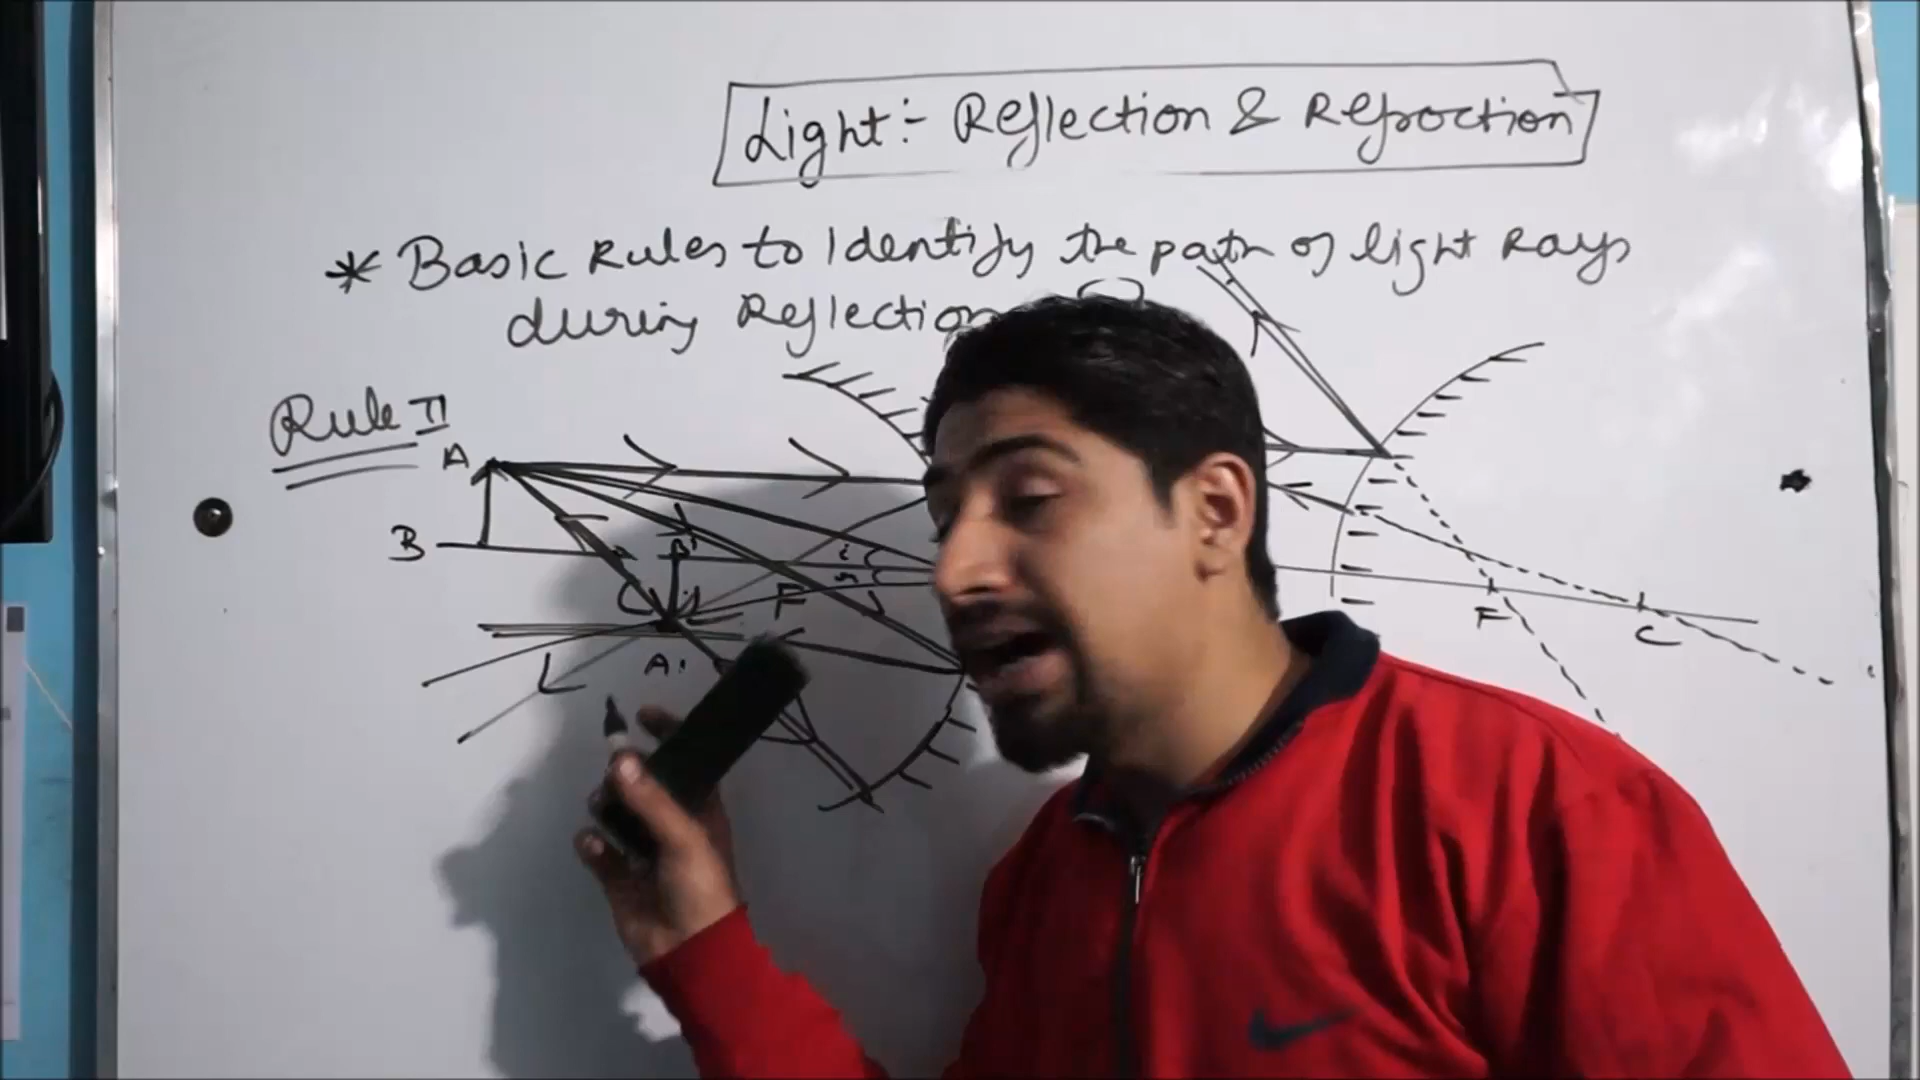 Light :- Reflection & Refraction
* Basic Rules to Identify the path of light Rays
during Reflection
Rule II
A
B
B'
i
r
C
F
A'
F
C